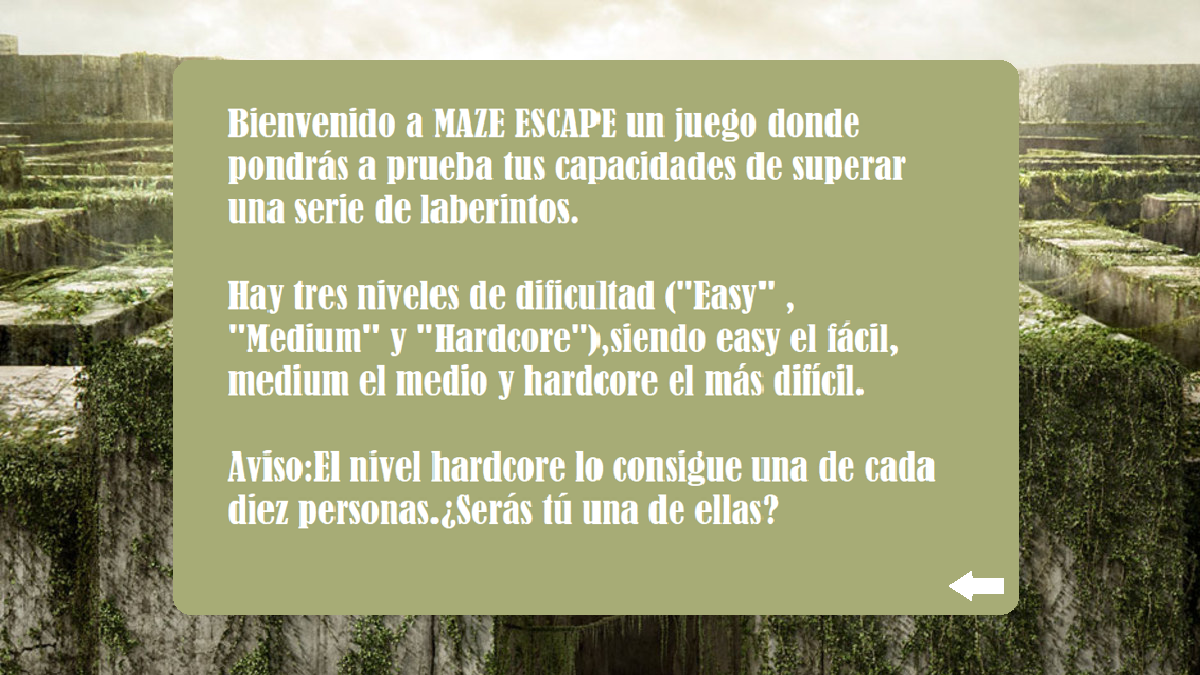 Bienvenido a MAZE ESCAPE un juego donde
pondrás a prueba tus capacidades de superar
una serie de laberintos.
Hay tres niveles de dificultad ("Easy" ,
"Medium" y "Hardcore"),siendo easy el fácil,
medium el medio y hardcore el más difícil.
Aviso:El nivel hardcore lo consigue una de cada
diez personas.¿Serás tú una de ellas?